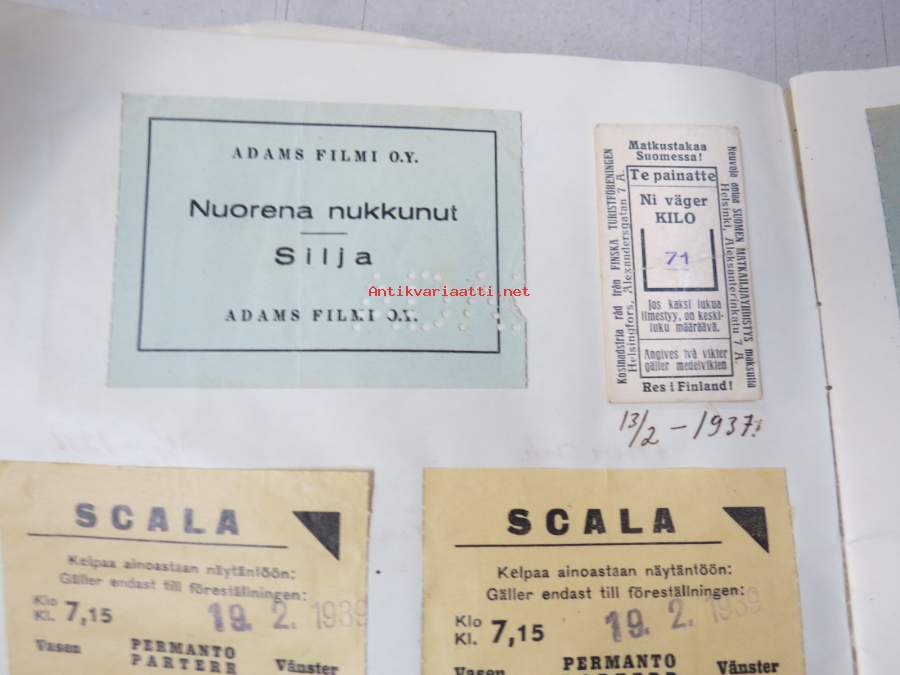 ADAMS FILMI O.Y.
Nuorena nukkunut
Silja
ADAMS FILMI O.Y.
Antikvariaatti.net
Matkustakaa
Suomessa!
Te painatte
Ni väger
KILO
71
Jos kaksi lukua
ilmestyy, on keski-
luku määräävä.
Angives två vikter
gäller medelvikten
Res i Finland!
Kostnadsfria råd från FINSKA TURISTFÖRENINGEN
Helsingfors, Alexandersgatan 7 A.
Neuvoja antaa SUOMEN MATKAILIJAYHDISTYS maksutta
Helsinki, Aleksanterinkatu 7 A.
13/2 - 1937.
SCALA
Kelpaa ainoastaan näytäntöön:
Gäller endast till föreställningen:
Klo
Kl. 7,15
19. 2. 1939
Vasen
PERMANTO
PARTERR
Vänster
SCALA
Kelpaa ainoastaan näytäntöön:
Gäller endast till föreställningen:
Klo
Kl. 7,15
19. 2. 1939
Vasen
PERMANTO
PARTERR
Vänster